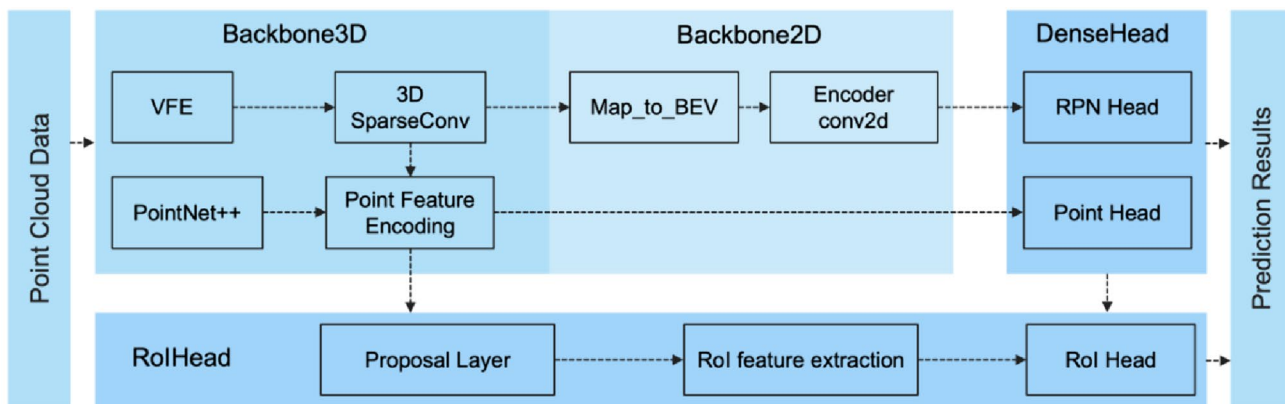 Point Cloud Data
Backbone3D
Backbone2D
DenseHead
VFE
3D
SparseConv
Map_to_BEV
Encoder
conv2d
RPN Head
PointNet++
Point Feature
Encoding
Point Head
RoIHead
Proposal Layer
RoI feature extraction
RoI Head
Prediction Results